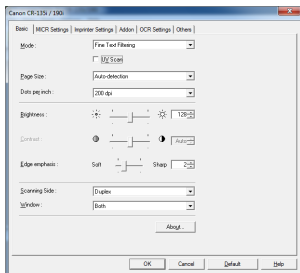 Canon CR-135i / 190i
Basic MICR Settings Imprinter Settings Addon OCR Settings Others
Mode : Fine Text Filtering
UV Scan
Page Size : Auto-detection
Dots per inch : 200 dpi
Brightness : 128
Contrast : Auto
Edge emphasis : Soft Sharp 2
Scanning Side : Duplex
Window : Both
About...
OK Cancel Default Help